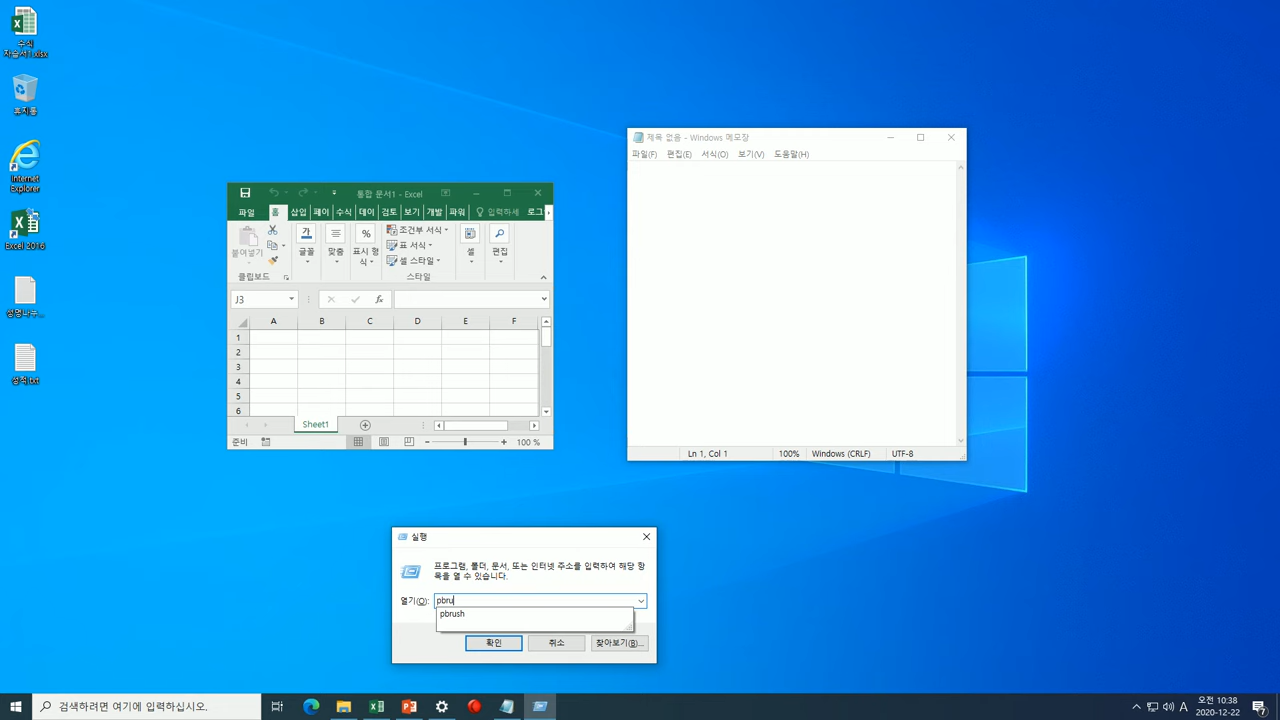 수식
자습서1.xlsx
휴지통
Internet
Explorer
Excel 2016
성명나누...
성적.txt
통합 문서1 - Excel
파일 홈 삽입 페이 수식 데이 검토 보기 개발 파워 입력하세 로그
붙여넣기
글꼴
맞춤
표시 형
식
조건부 서식
표 서식
셀 스타일
셀
편집
클립보드
스타일
J3
fx
A B C D E F
1
2
3
4
5
6
Sheet1
준비
100 %
제목 없음 - Windows 메모장
파일(F) 편집(E) 서식(O) 보기(V) 도움말(H)
Ln 1, Col 1 100% Windows (CRLF) UTF-8
실행
프로그램, 폴더, 문서, 또는 인터넷 주소를 입력하여 해당 항
목을 열 수 있습니다.
열기(O): pbru
pbrush
확인 취소 찾아보기(B)...
검색하려면 여기에 입력하십시오.
A
오전 10:38
2020-12-22
7